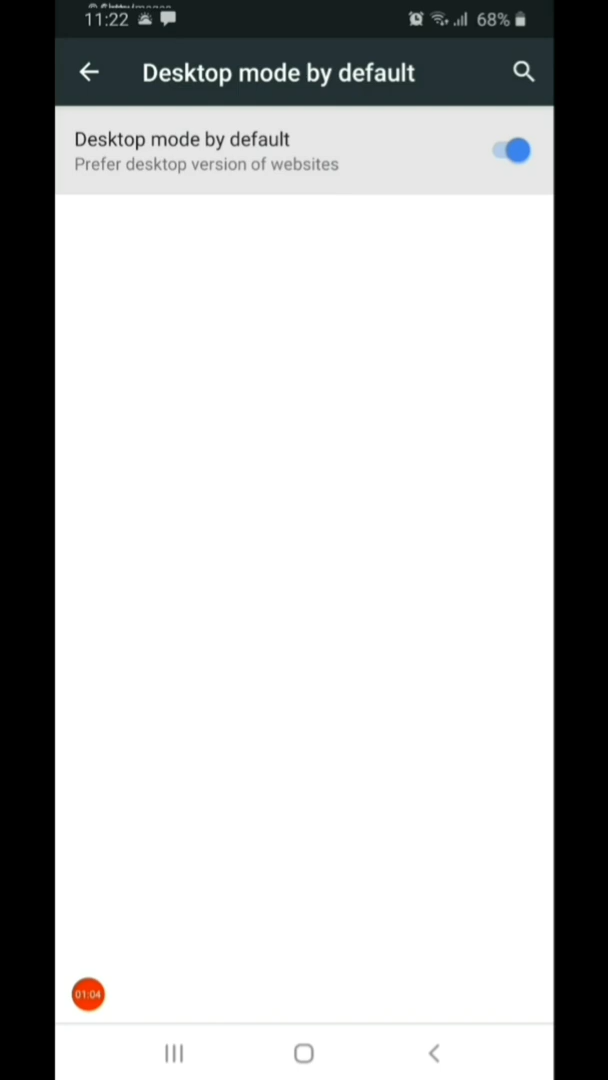 11:22 68%
Desktop mode by default
Desktop mode by default
Prefer desktop version of websites
01:04